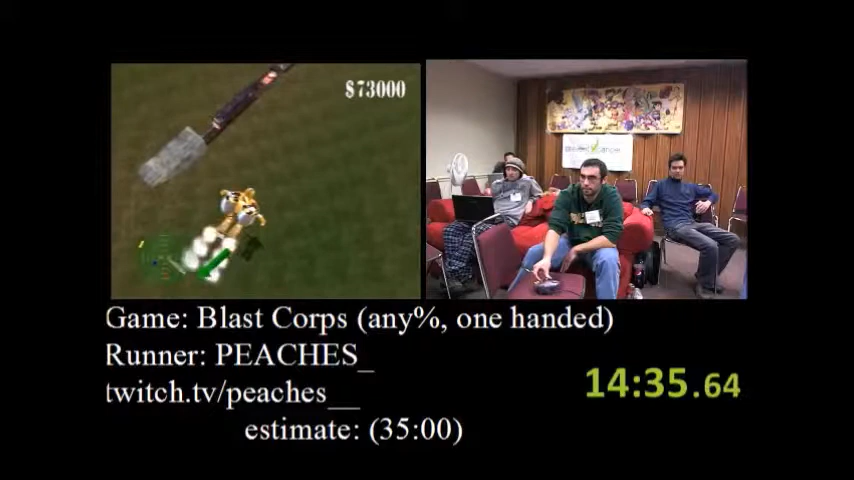 $73000
Game: Blast Corps (any%, one handed)
Runner: PEACHES_
twitch.tv/peaches__
14:35.64
estimate: (35:00)